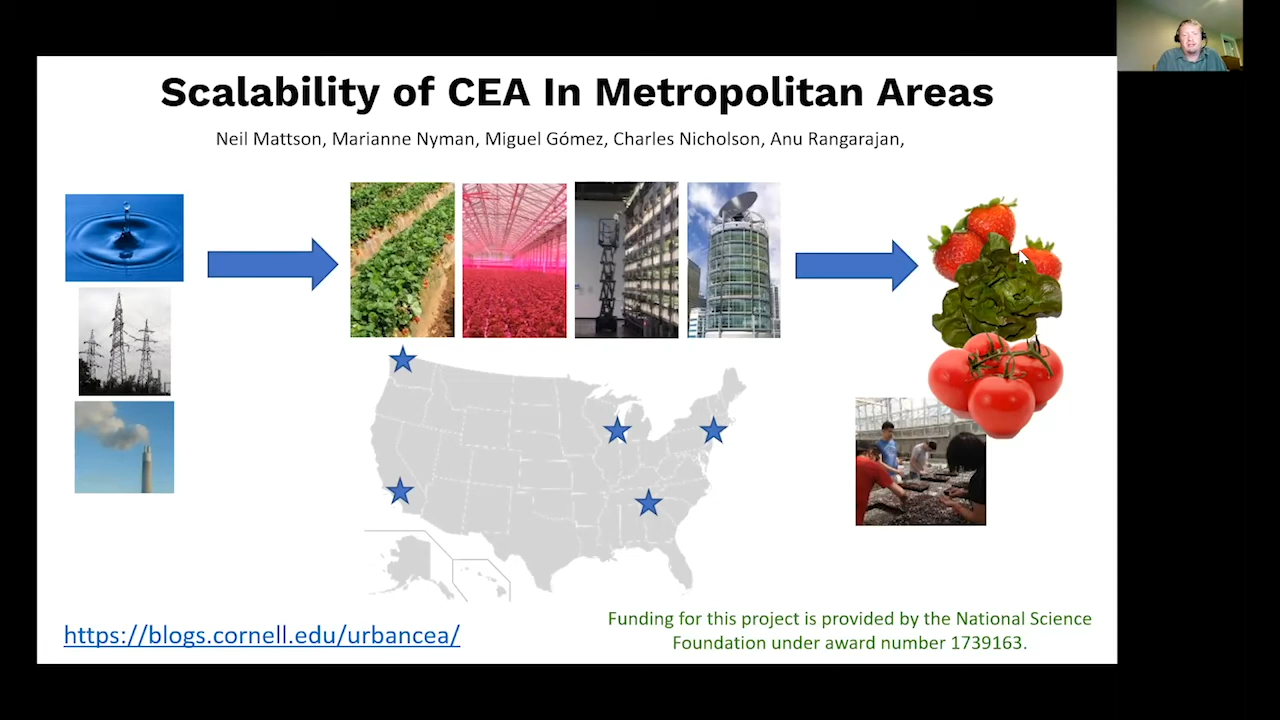 Scalability of CEA In Metropolitan Areas
Neil Mattson, Marianne Nyman, Miguel Gómez, Charles Nicholson, Anu Rangarajan,
https://blogs.cornell.edu/urbancea/
Funding for this project is provided by the National Science
Foundation under award number 1739163.